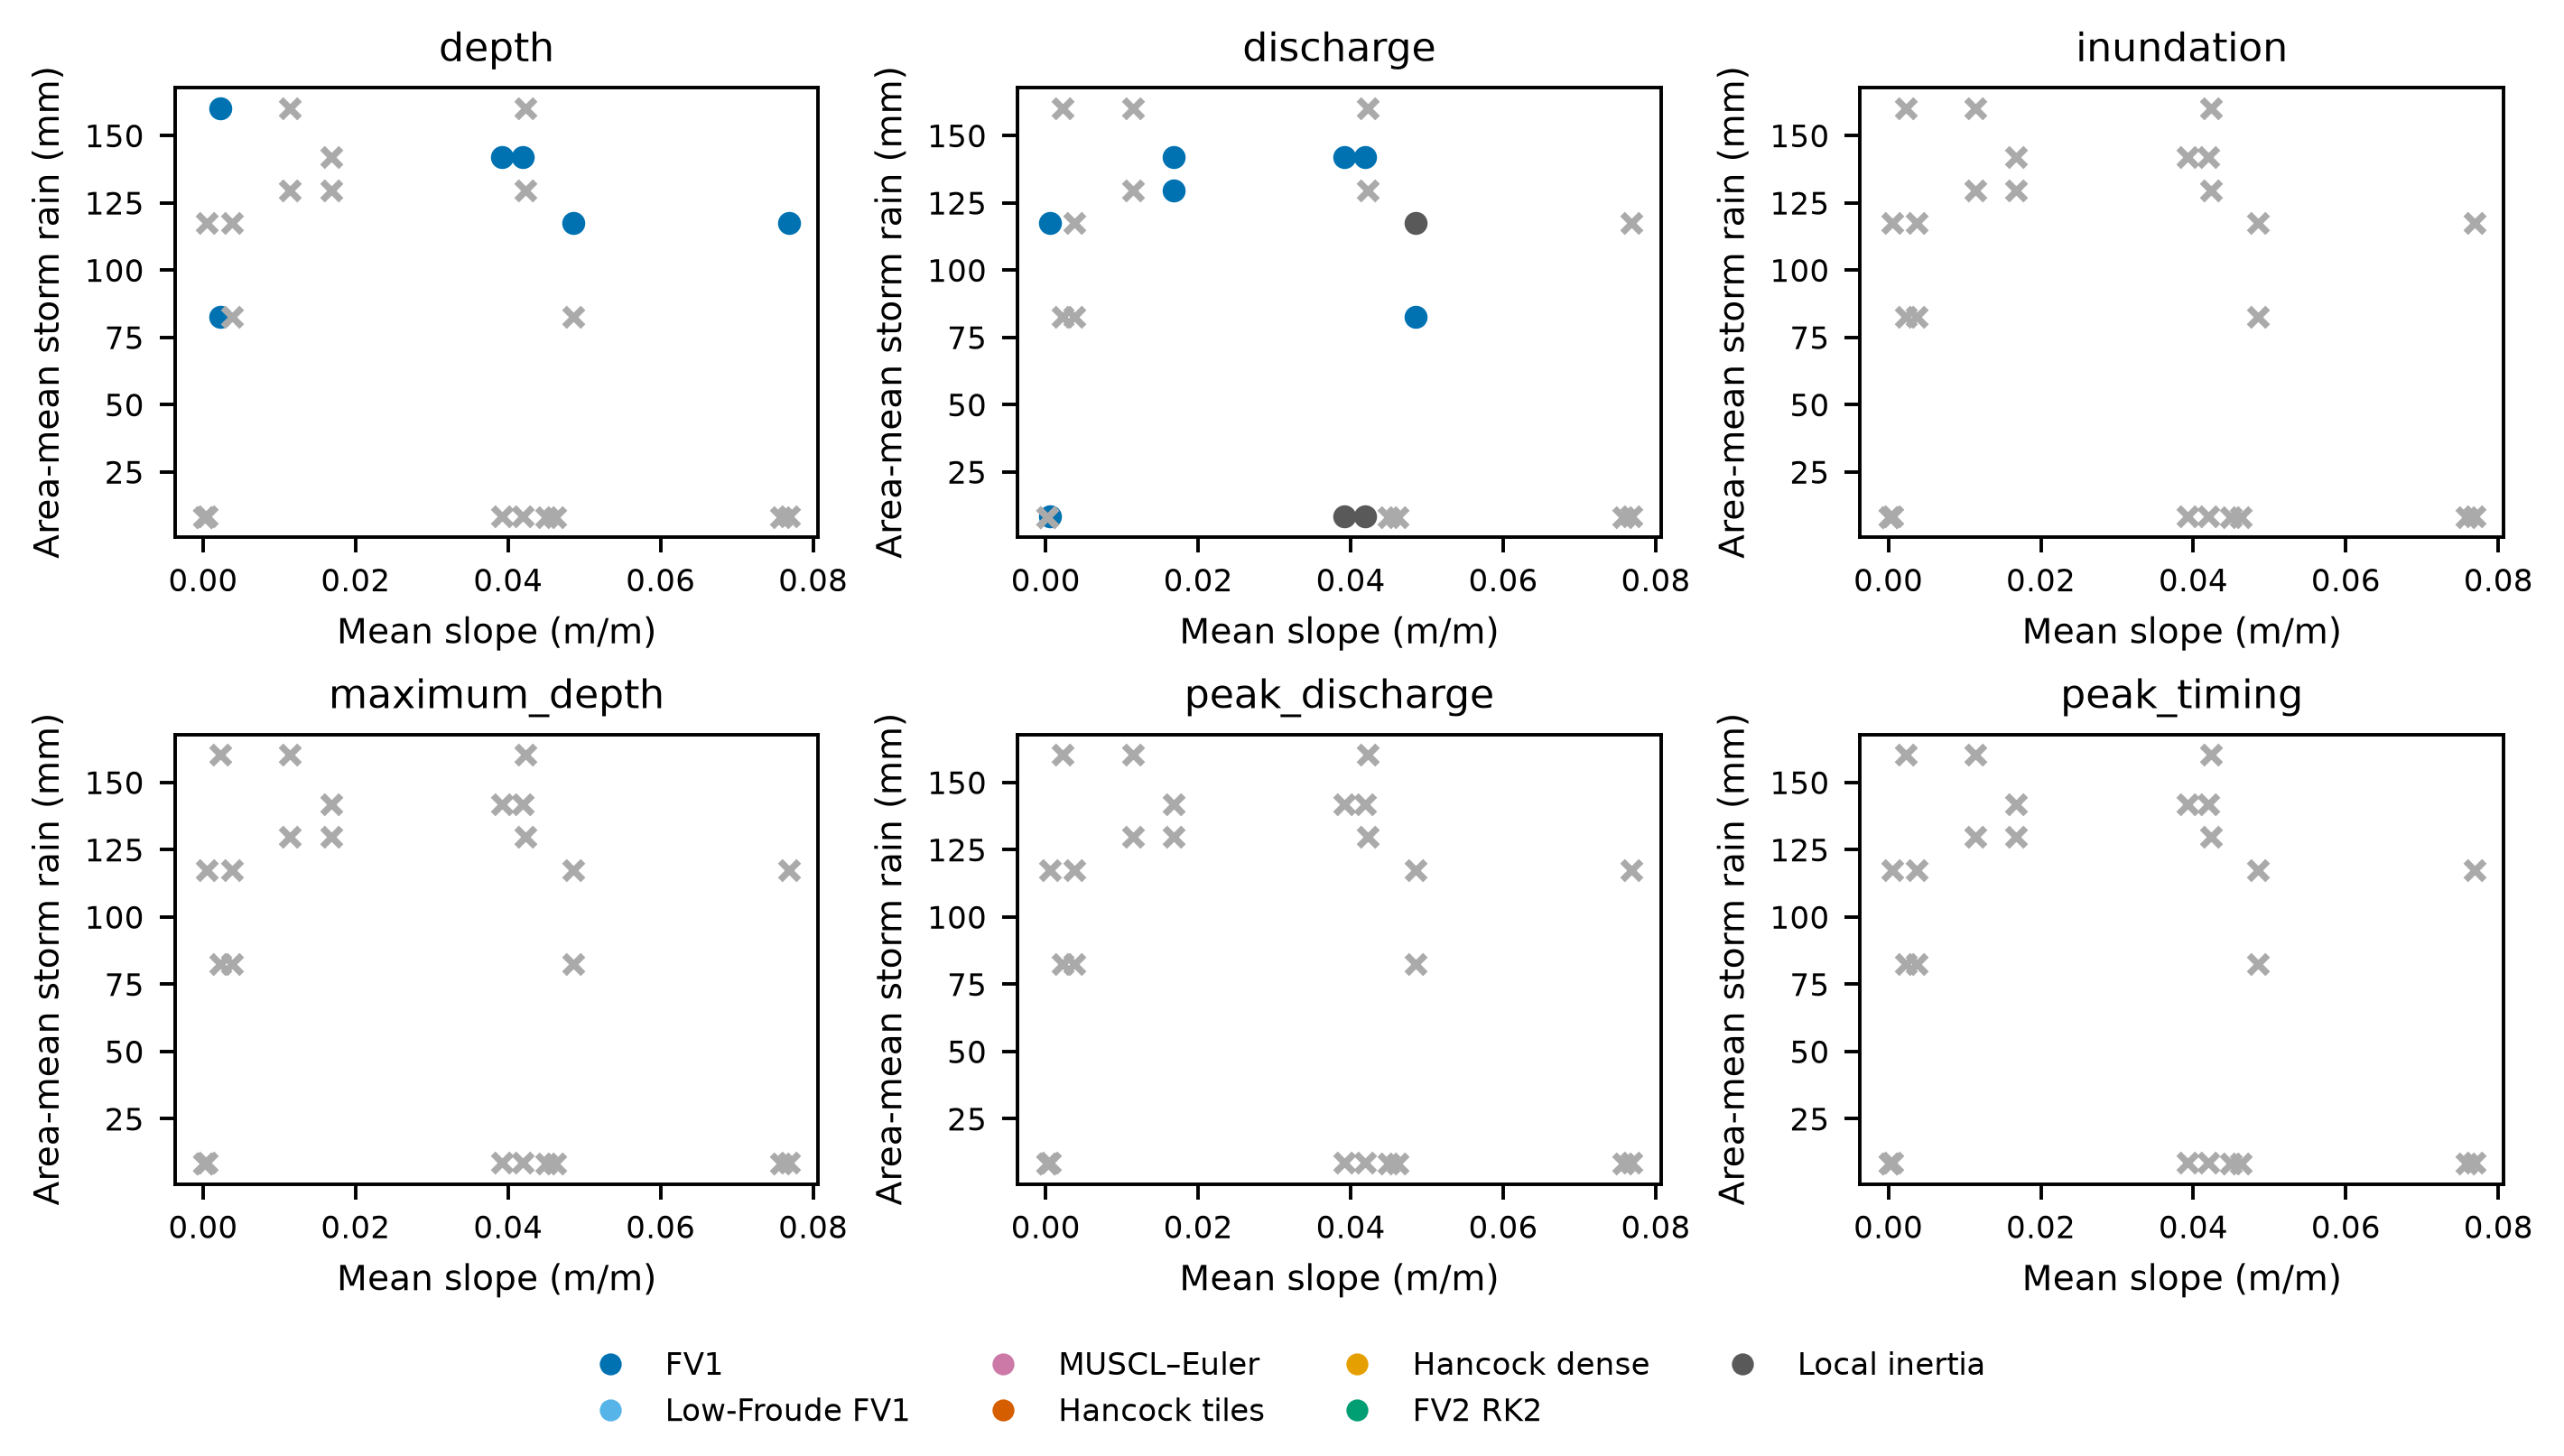 depth
discharge
inundation
Area-mean storm rain (mm)
150
125
100
75
50
25
0.00 0.02 0.04 0.06 0.08
Mean slope (m/m)
Area-mean storm rain (mm)
150
125
100
75
50
25
0.00 0.02 0.04 0.06 0.08
Mean slope (m/m)
Area-mean storm rain (mm)
150
125
100
75
50
25
0.00 0.02 0.04 0.06 0.08
Mean slope (m/m)
maximum_depth
peak_discharge
peak_timing
Area-mean storm rain (mm)
150
125
100
75
50
25
0.00 0.02 0.04 0.06 0.08
Mean slope (m/m)
Area-mean storm rain (mm)
150
125
100
75
50
25
0.00 0.02 0.04 0.06 0.08
Mean slope (m/m)
Area-mean storm rain (mm)
150
125
100
75
50
25
0.00 0.02 0.04 0.06 0.08
Mean slope (m/m)
FV1
Low-Froude FV1
MUSCL–Euler
Hancock tiles
Hancock dense
FV2 RK2
Local inertia